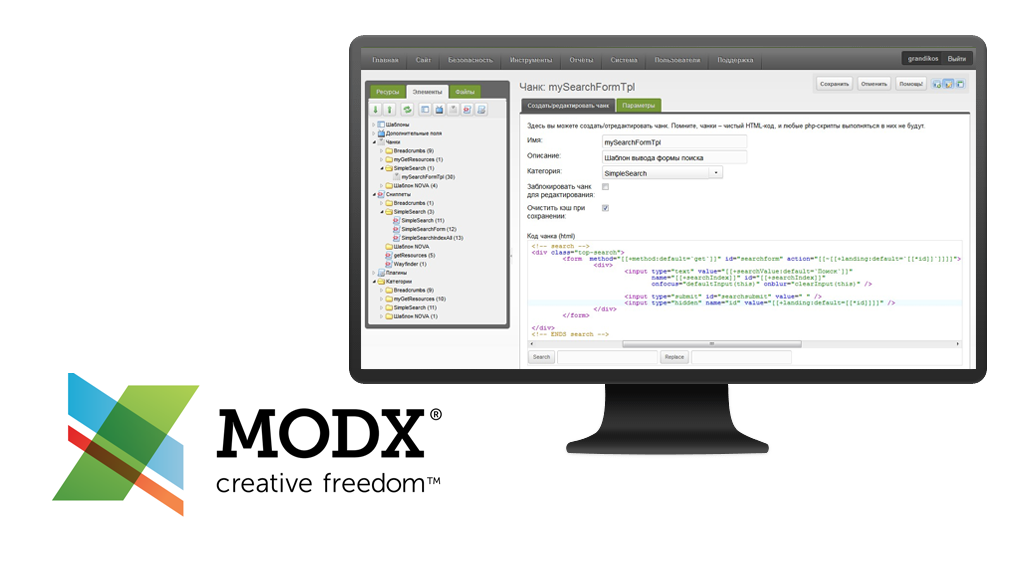 Главная Сайт Безопасность Инструменты Отчёты Система Пользователи Поддержка grandikos Выйти
Ресурсы Элементы Файлы
Шаблоны
Дополнительные поля
Чанки
Breadcrumbs (9)
myGetResources (1)
SimpleSearch (1)
mySearchFormTpl (30)
Шаблон NOVA (4)
Сниппеты
Breadcrumbs (1)
SimpleSearch (3)
SimpleSearch (11)
SimpleSearchForm (12)
SimpleSearchIndexAll (13)
Шаблон NOVA
getResources (5)
Wayfinder (1)
Плагины
Категории
Breadcrumbs (9)
myGetResources (10)
SimpleSearch (11)
Шаблон NOVA (1)
Чанк: mySearchFormTpl
Сохранить Отменить Помощь!
Создать/редактировать чанк Параметры
Здесь вы можете создать/отредактировать чанк. Помните, чанки – чистый HTML-код, и любые php-скрипты выполняться в них не будут.
Имя: mySearchFormTpl
Описание: Шаблон вывода формы поиска
Категория: SimpleSearch
Заблокировать чанк
для редактирования:
Очистить кэш при
сохранении:
Код чанка (html)
<!-- search -->
<div class="top-search">
<form method="[[+method:default=`get`]]" id="searchform" action="[[~[[+landing:default=`[[*id]]`]]]]">
<div>
<input type="text" value="[[+searchValue:default=`Поиск`]]"
name="[[+searchIndex]]" id="[[+searchIndex]]"
onfocus="defaultInput(this)" onblur="clearInput(this)" />
<input type="submit" id="searchsubmit" value=" " />
<input type="hidden" name="id" value="[[+landing:default=[[*id]]]]" />
</div>
</form>
</div>
<!-- ENDS search -->
Search Replace
MODX®
creative freedom™